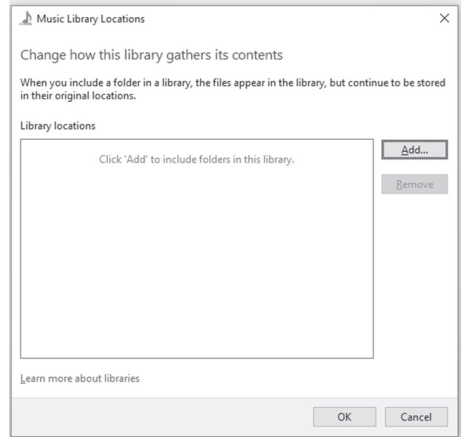 Music Library Locations
Change how this library gathers its contents
When you include a folder in a library, the files appear in the library, but continue to be stored
in their original locations.
Library locations
Click 'Add' to include folders in this library.
Add...
Remove
Learn more about libraries
OK
Cancel